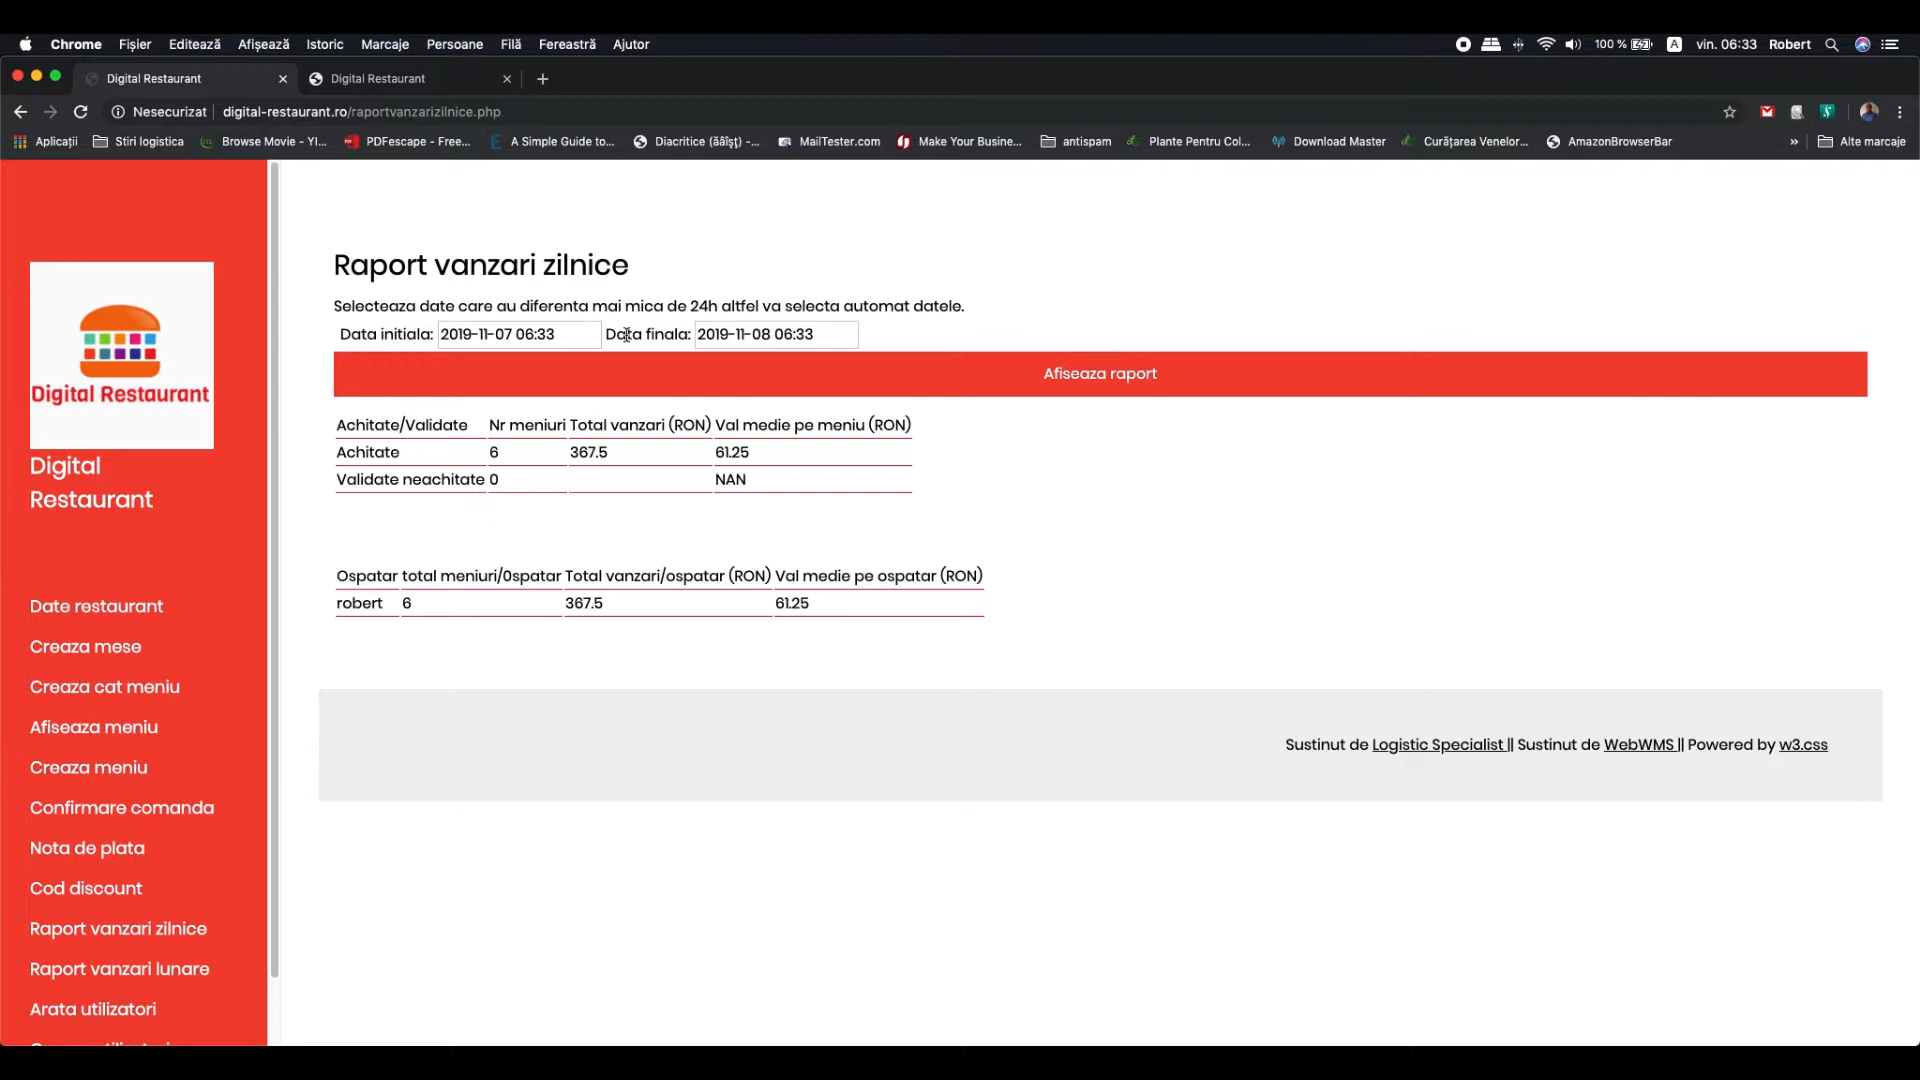 Chrome Fișier Editează Afișează Istoric Marcaje Persoane Filă Fereastră Ajutor 100 % A vin. 06:33 Robert
Digital Restaurant Digital Restaurant
Nesecurizat digital-restaurant.ro/raportvanzarizilnice.php
Aplicații Stiri logistica Browse Movie - YI... PDFescape - Free... A Simple Guide to... Diacritice (ăâîşţ) -... MailTester.com Make Your Busine... antispam Plante Pentru Col... Download Master Curățarea Venelor... AmazonBrowserBar » Alte marcaje
Digital Restaurant
Digital
Restaurant
Date restaurant
Creaza mese
Creaza cat meniu
Afiseaza meniu
Creaza meniu
Confirmare comanda
Nota de plata
Cod discount
Raport vanzari zilnice
Raport vanzari lunare
Arata utilizatori
Raport vanzari zilnice
Selecteaza date care au diferenta mai mica de 24h altfel va selecta automat datele.
Data initiala: 2019-11-07 06:33 Data finala: 2019-11-08 06:33
Afiseaza raport
Achitate/Validate Nr meniuri Total vanzari (RON) Val medie pe meniu (RON)
Achitate 6 367.5 61.25
Validate neachitate 0 NAN
Ospatar total meniuri/0spatar Total vanzari/ospatar (RON) Val medie pe ospatar (RON)
robert 6 367.5 61.25
Sustinut de Logistic Specialist || Sustinut de WebWMS || Powered by w3.css